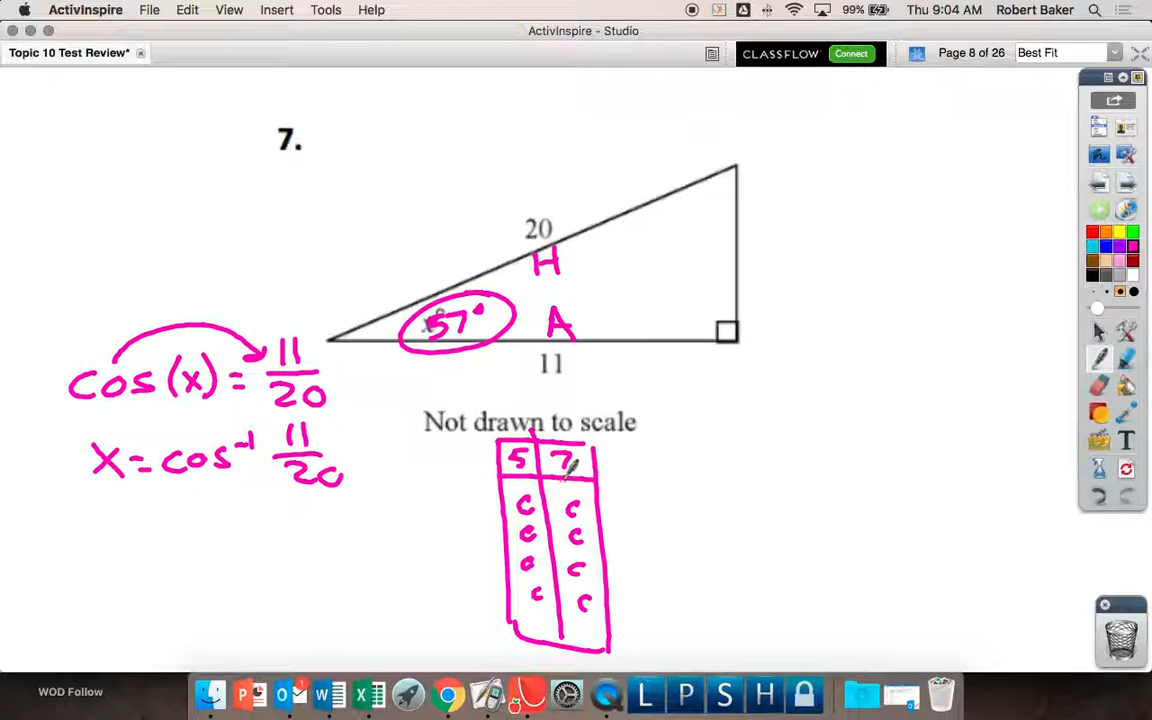 ActivInspire File Edit View Insert Tools Help 99% Thu 9:04 AM Robert Baker
ActivInspire - Studio
Topic 10 Test Review* CLASSFLOW Connect Page 8 of 26 Best Fit
7.
20
H
57°
A
11
cos(x) = 11/20
x = cos⁻¹ 11/20
Not drawn to scale
5 7
c c
c c
c c
c c
T
WOD Follow
L P S H